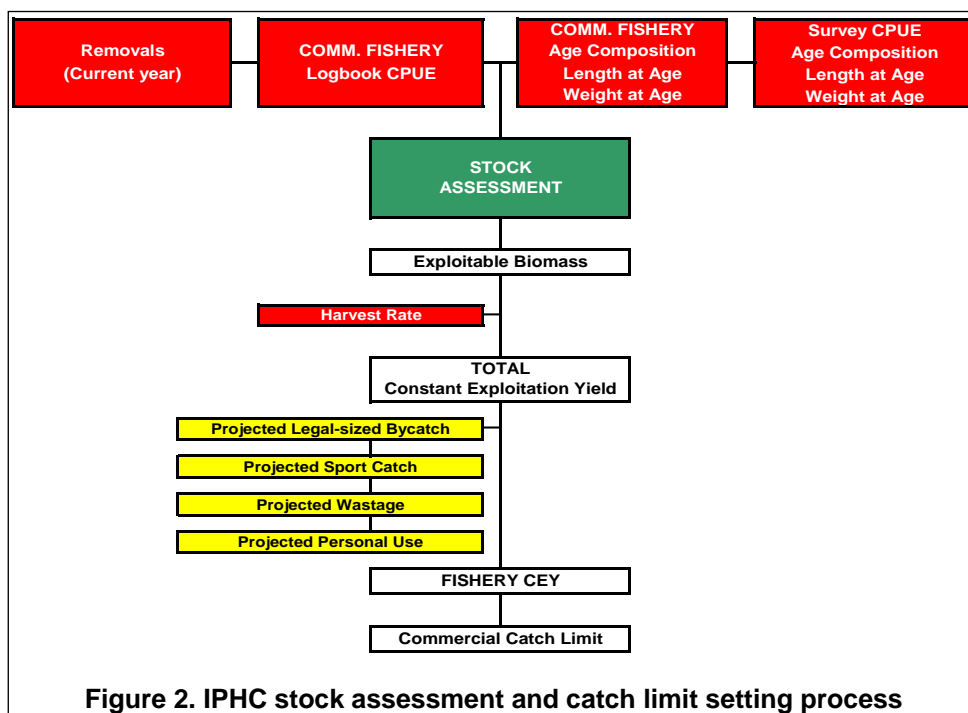 Removals
(Current year)
COMM. FISHERY
Logbook CPUE
COMM. FISHERY
Age Composition
Length at Age
Weight at Age
Survey CPUE
Age Composition
Length at Age
Weight at Age
STOCK
ASSESSMENT
Exploitable Biomass
Harvest Rate
TOTAL
Constant Exploitation Yield
Projected Legal-sized Bycatch
Projected Sport Catch
Projected Wastage
Projected Personal Use
FISHERY CEY
Commercial Catch Limit
Figure 2. IPHC stock assessment and catch limit setting process